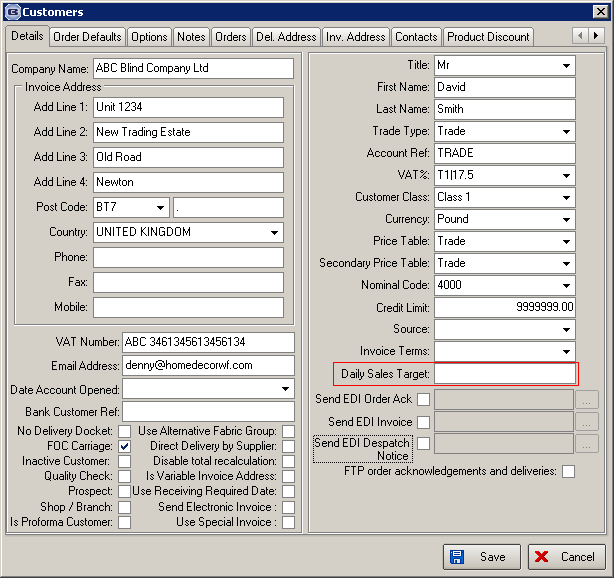 Customers
Details Order Defaults Options Notes Orders Del. Address Inv. Address Contacts Product Discount
Company Name: ABC Blind Company Ltd
Invoice Address
Add Line 1: Unit 1234
Add Line 2: New Trading Estate
Add Line 3: Old Road
Add Line 4: Newton
Post Code: BT7 .
Country: UNITED KINGDOM
Phone:
Fax:
Mobile:
VAT Number: ABC 3461345613456134
Email Address: denny@homedecorwf.com
Date Account Opened:
Bank Customer Ref:
No Delivery Docket: Use Alternative Fabric Group:
FOC Carriage: Direct Delivery by Supplier:
Inactive Customer: Disable total recalculation:
Quality Check: Is Variable Invoice Address:
Prospect: Use Receiving Required Date:
Shop / Branch: Send Electronic Invoice :
Is Proforma Customer: Use Special Invoice :
Title: Mr
First Name: David
Last Name: Smith
Trade Type: Trade
Account Ref: TRADE
VAT%: T1|17.5
Customer Class: Class 1
Currency: Pound
Price Table: Trade
Secondary Price Table: Trade
Nominal Code: 4000
Credit Limit: 9999999.00
Source:
Invoice Terms:
Daily Sales Target:
Send EDI Order Ack ...
Send EDI Invoice ...
Send EDI Despatch ...
Notice
FTP order acknowledgements and deliveries:
Save Cancel